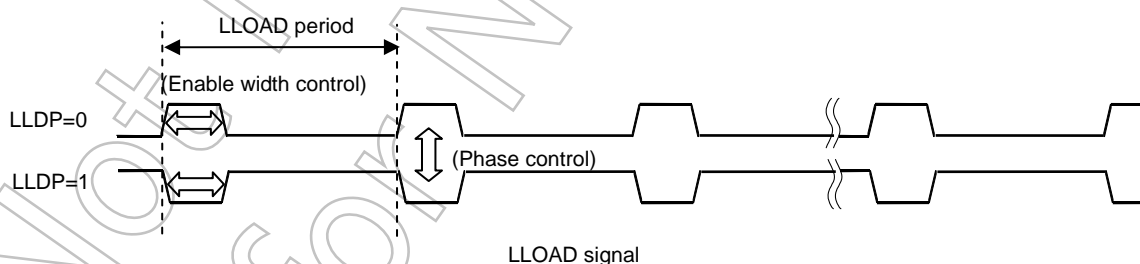 LLOAD period
(Enable width control)
LLDP=0
(Phase control)
LLDP=1
LLOAD signal